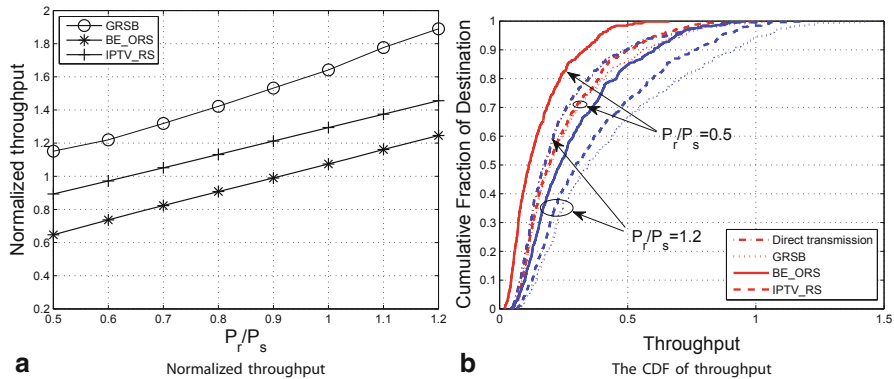 a
2
1.8
1.6
1.4
1.2
1
0.8
0.6
0.4
0.2
Normalized throughput
GRSB
BE_ORS
IPTV_RS
0.5 0.6 0.7 0.8 0.9 1 1.1 1.2
P_r/P_s
Normalized throughput
b
1
0.9
0.8
0.7
0.6
0.5
0.4
0.3
0.2
0.1
0
Cumulative Fraction of Destination
P_r/P_s=0.5
P_r/P_s=1.2
Direct transmission
GRSB
BE_ORS
IPTV_RS
0 0.5 1 1.5
Throughput
The CDF of throughput